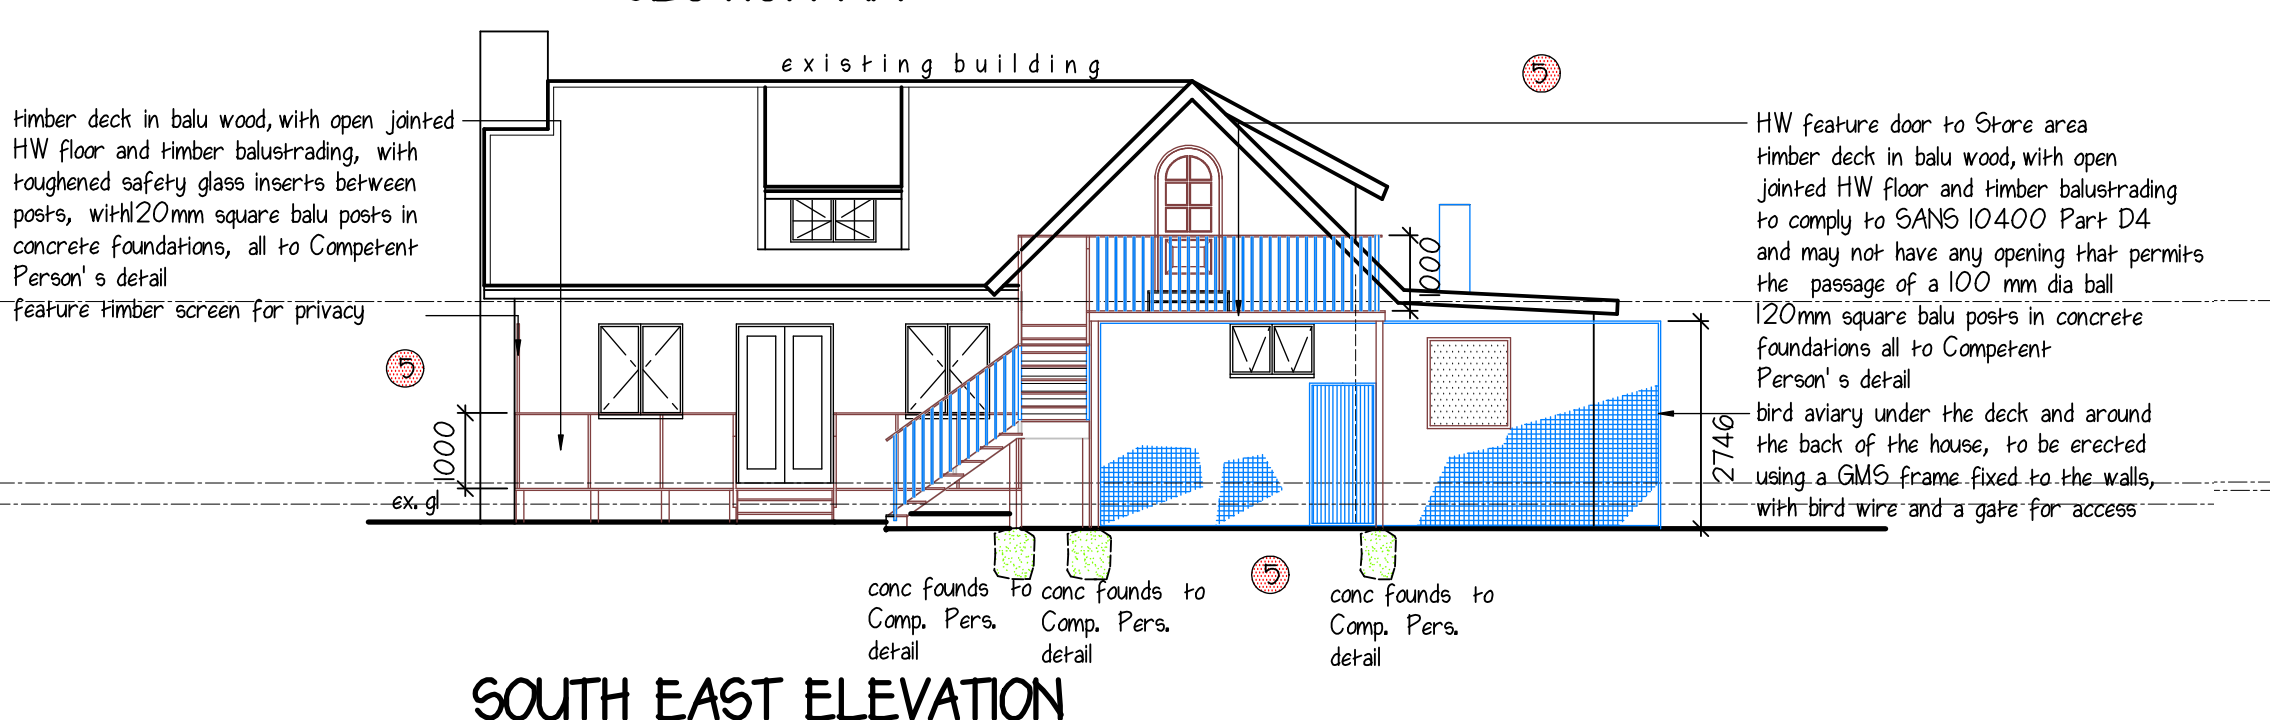 existing building
5
timber deck in balu wood, with open jointed
HW floor and timber balustrading, with
toughened safety glass inserts between
posts, with120mm square balu posts in
concrete foundations, all to Competent
Person's detail
feature timber screen for privacy
HW feature door to Store area
timber deck in balu wood, with open
jointed HW floor and timber balustrading
to comply to SANS 10400 Part D4
and may not have any opening that permits
the passage of a 100 mm dia ball
120mm square balu posts in concrete
foundations all to Competent
Person's detail
bird aviary under the deck and around
the back of the house, to be erected
using a GMS frame fixed to the walls,
with bird wire and a gate for access
1000
5
1000
2746
ex. gl
5
conc founds to
Comp. Pers.
detail
conc founds to
Comp. Pers.
detail
conc founds to
Comp. Pers.
detail
SOUTH EAST ELEVATION